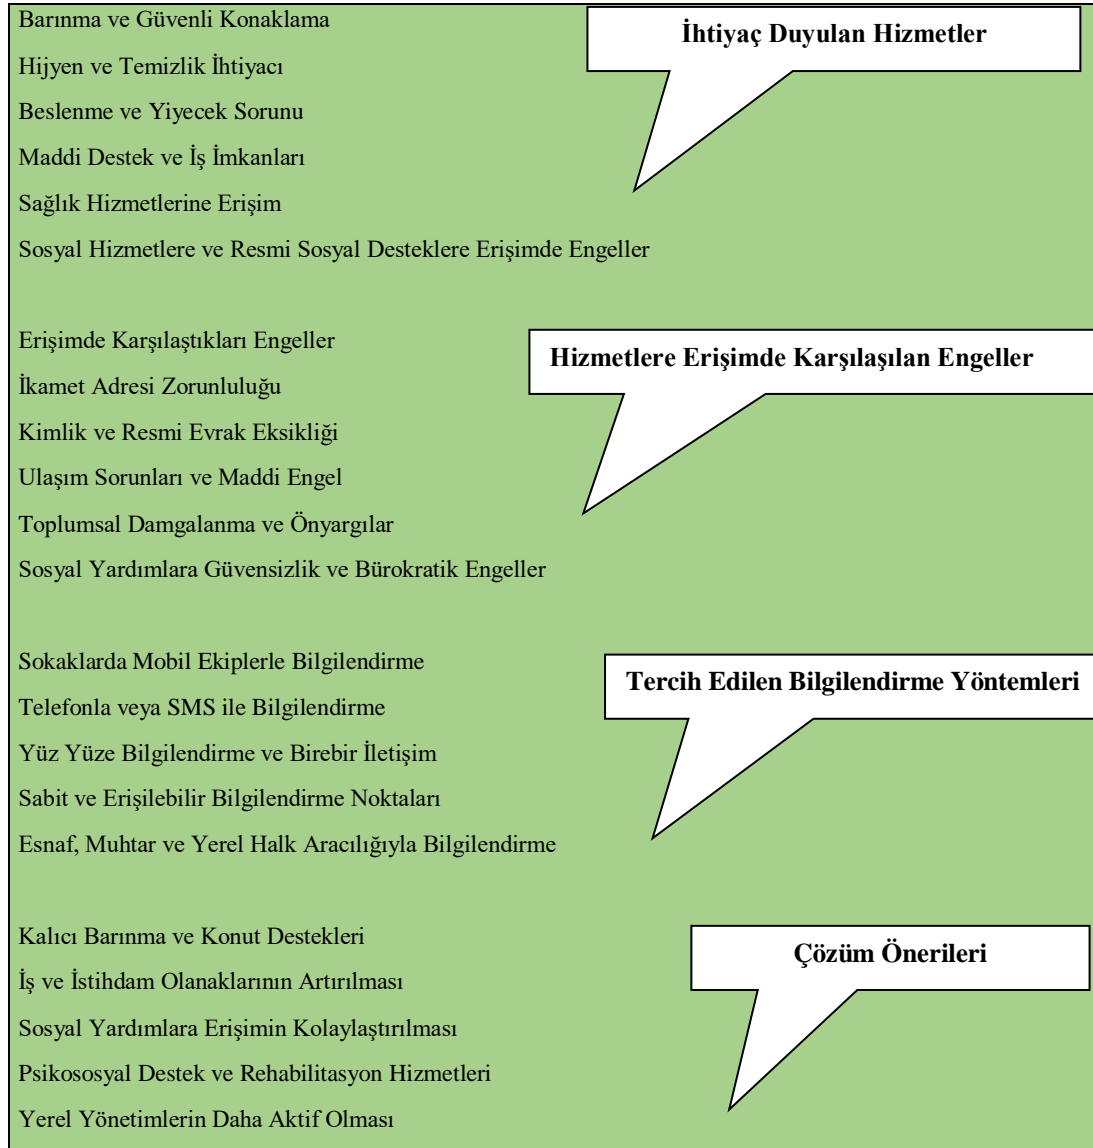 İhtiyaç Duyulan Hizmetler
Barınma ve Güvenli Konaklama
Hijyen ve Temizlik İhtiyacı
Beslenme ve Yiyecek Sorunu
Maddi Destek ve İş İmkanları
Sağlık Hizmetlerine Erişim
Sosyal Hizmetlere ve Resmi Sosyal Desteklere Erişimde Engeller
Hizmetlere Erişimde Karşılaşılan Engeller
Erişimde Karşılaştıkları Engeller
İkamet Adresi Zorunluluğu
Kimlik ve Resmi Evrak Eksikliği
Ulaşım Sorunları ve Maddi Engel
Toplumsal Damgalanma ve Önyargılar
Sosyal Yardımlara Güvensizlik ve Bürokratik Engeller
Tercih Edilen Bilgilendirme Yöntemleri
Sokaklarda Mobil Ekiplerle Bilgilendirme
Telefonla veya SMS ile Bilgilendirme
Yüz Yüze Bilgilendirme ve Birebir İletişim
Sabit ve Erişilebilir Bilgilendirme Noktaları
Esnaf, Muhtar ve Yerel Halk Aracılığıyla Bilgilendirme
Çözüm Önerileri
Kalıcı Barınma ve Konut Destekleri
İş ve İstihdam Olanaklarının Artırılması
Sosyal Yardımlara Erişimin Kolaylaştırılması
Psikososyal Destek ve Rehabilitasyon Hizmetleri
Yerel Yönetimlerin Daha Aktif Olması